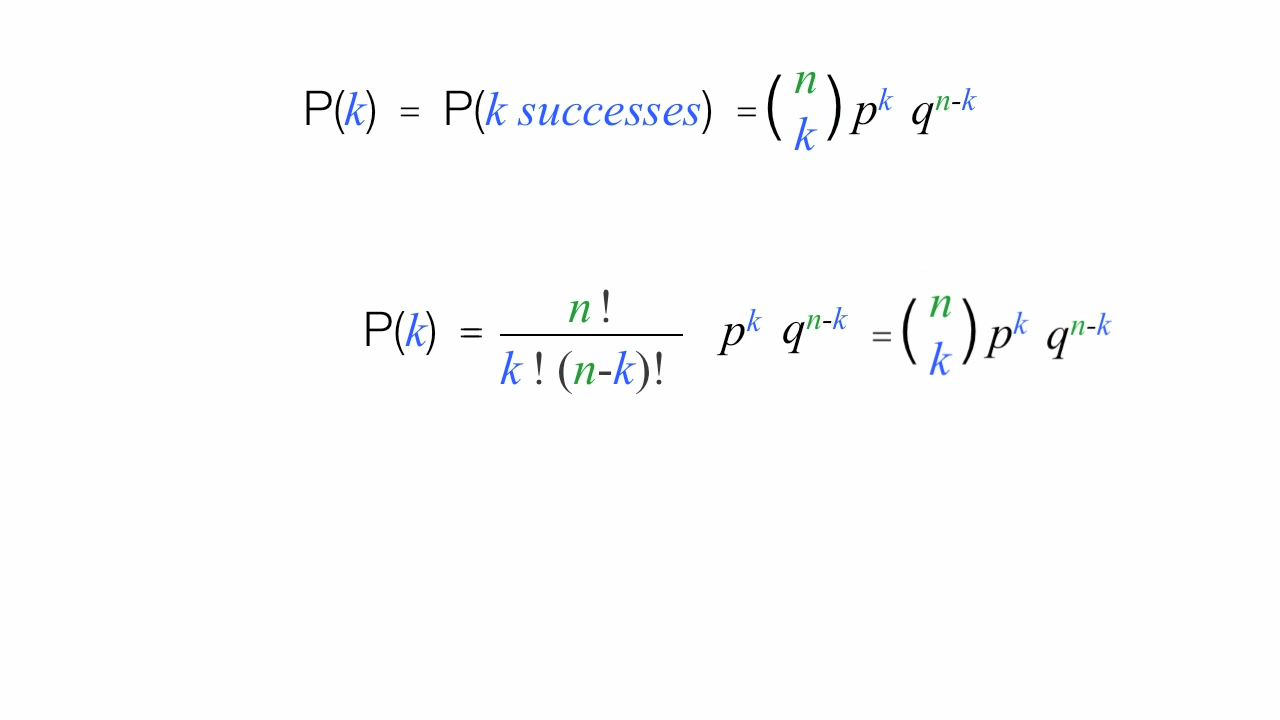 P(k) = P(k successes) = (n k) p^k q^{n-k}
P(k) = n! / k!(n-k)! p^k q^{n-k} = (n k) p^k q^{n-k}